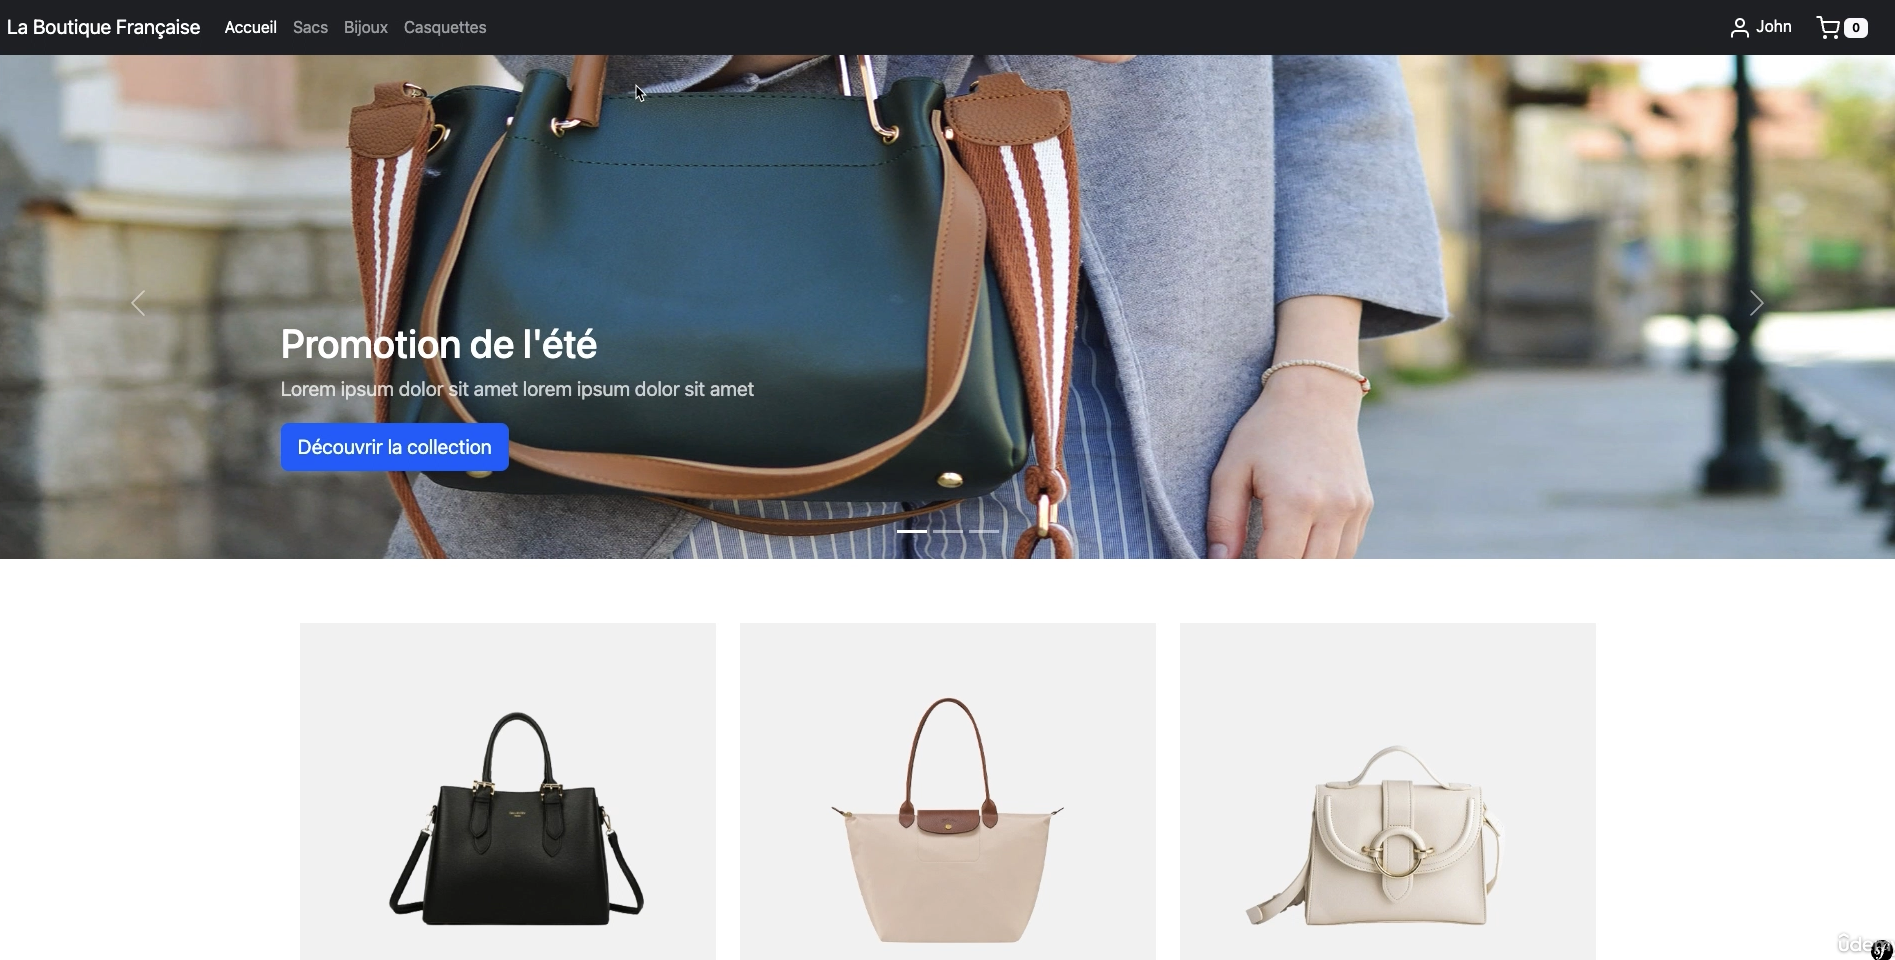 La Boutique Française Accueil Sacs Bijoux Casquettes John 0
Promotion de l'été
Lorem ipsum dolor sit amet lorem ipsum dolor sit amet
Découvrir la collection